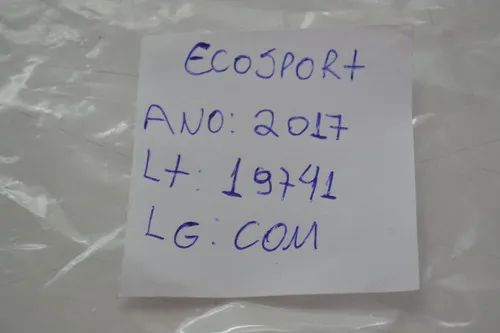 ECOSPORt
ANO: 2017
Lt: 19741
LG: COM